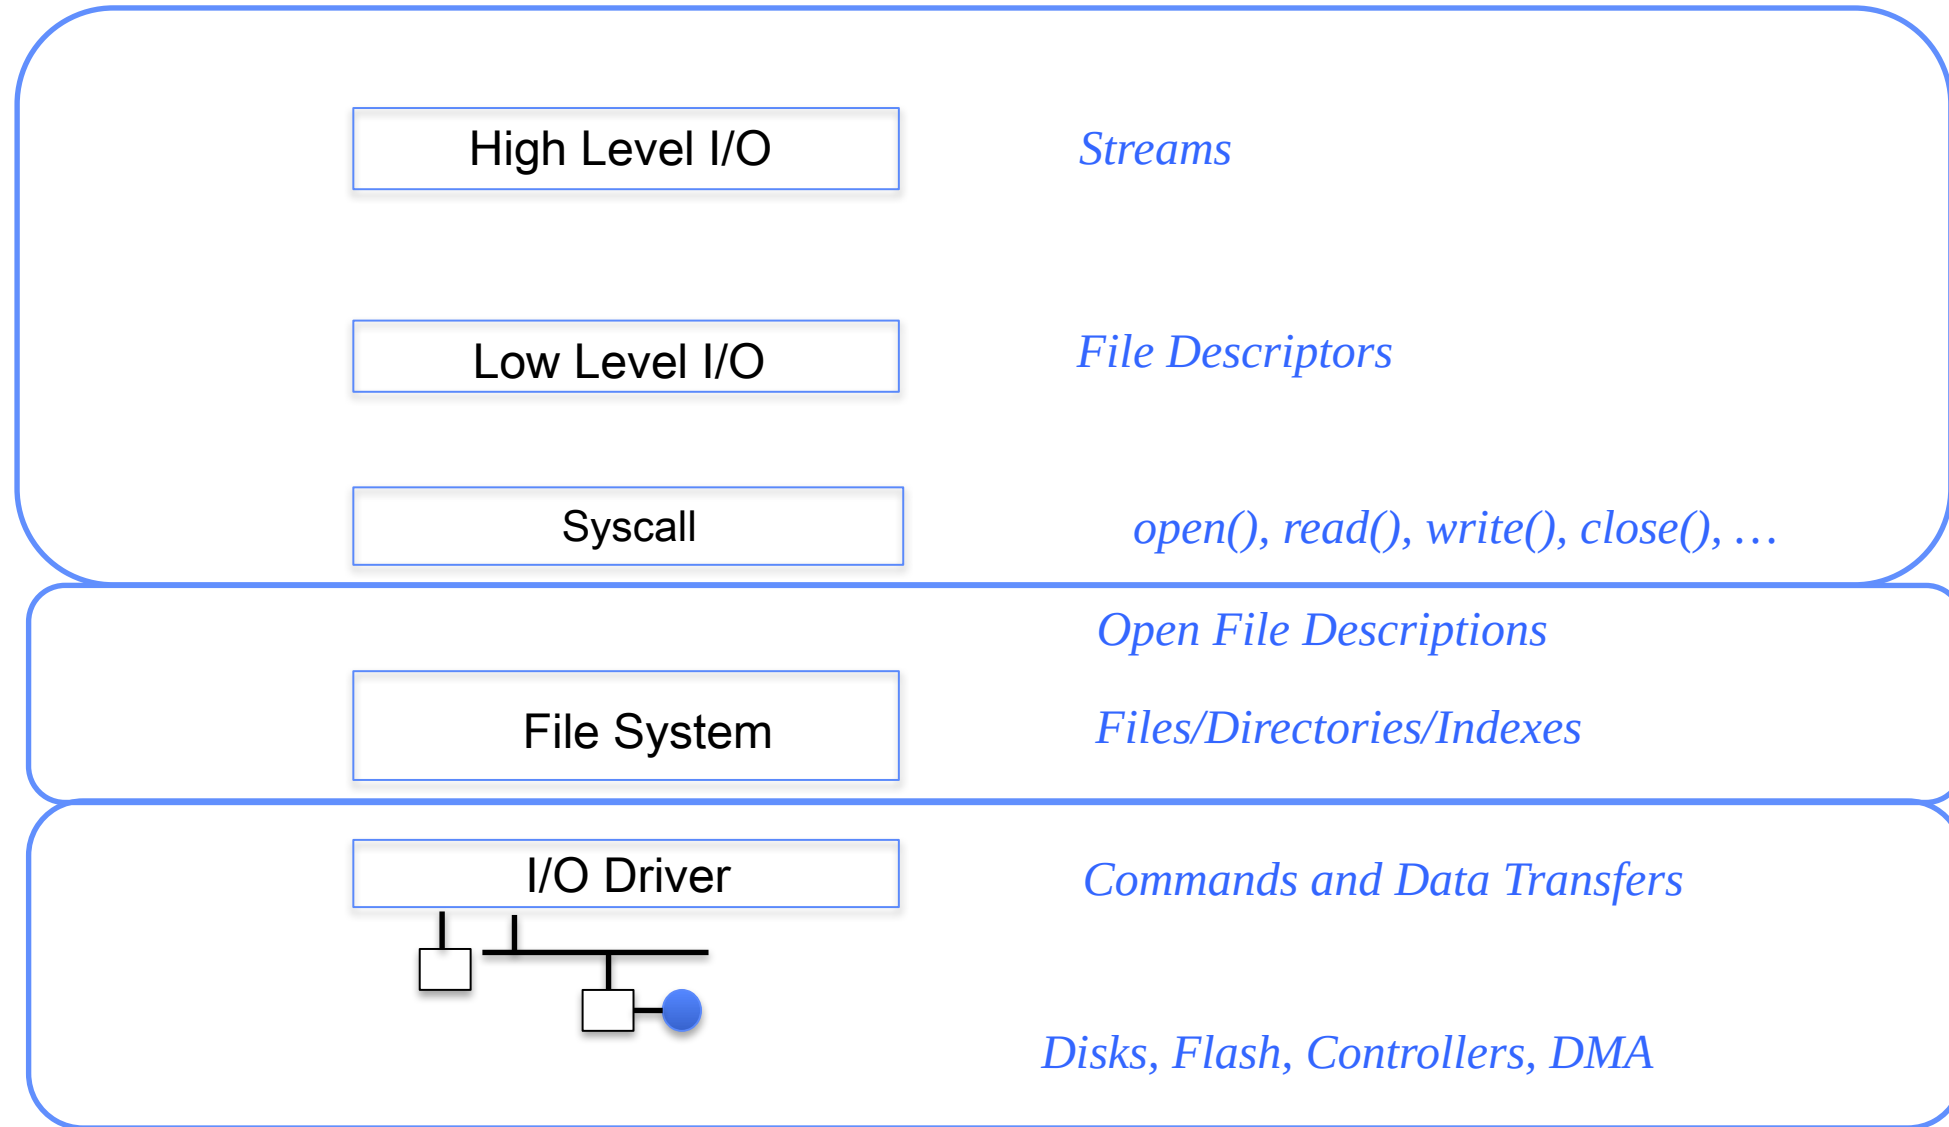 High Level I/O
Streams
Low Level I/O
File Descriptors
Syscall
open(), read(), write(), close(), …
Open File Descriptions
File System
Files/Directories/Indexes
I/O Driver
Commands and Data Transfers
Disks, Flash, Controllers, DMA